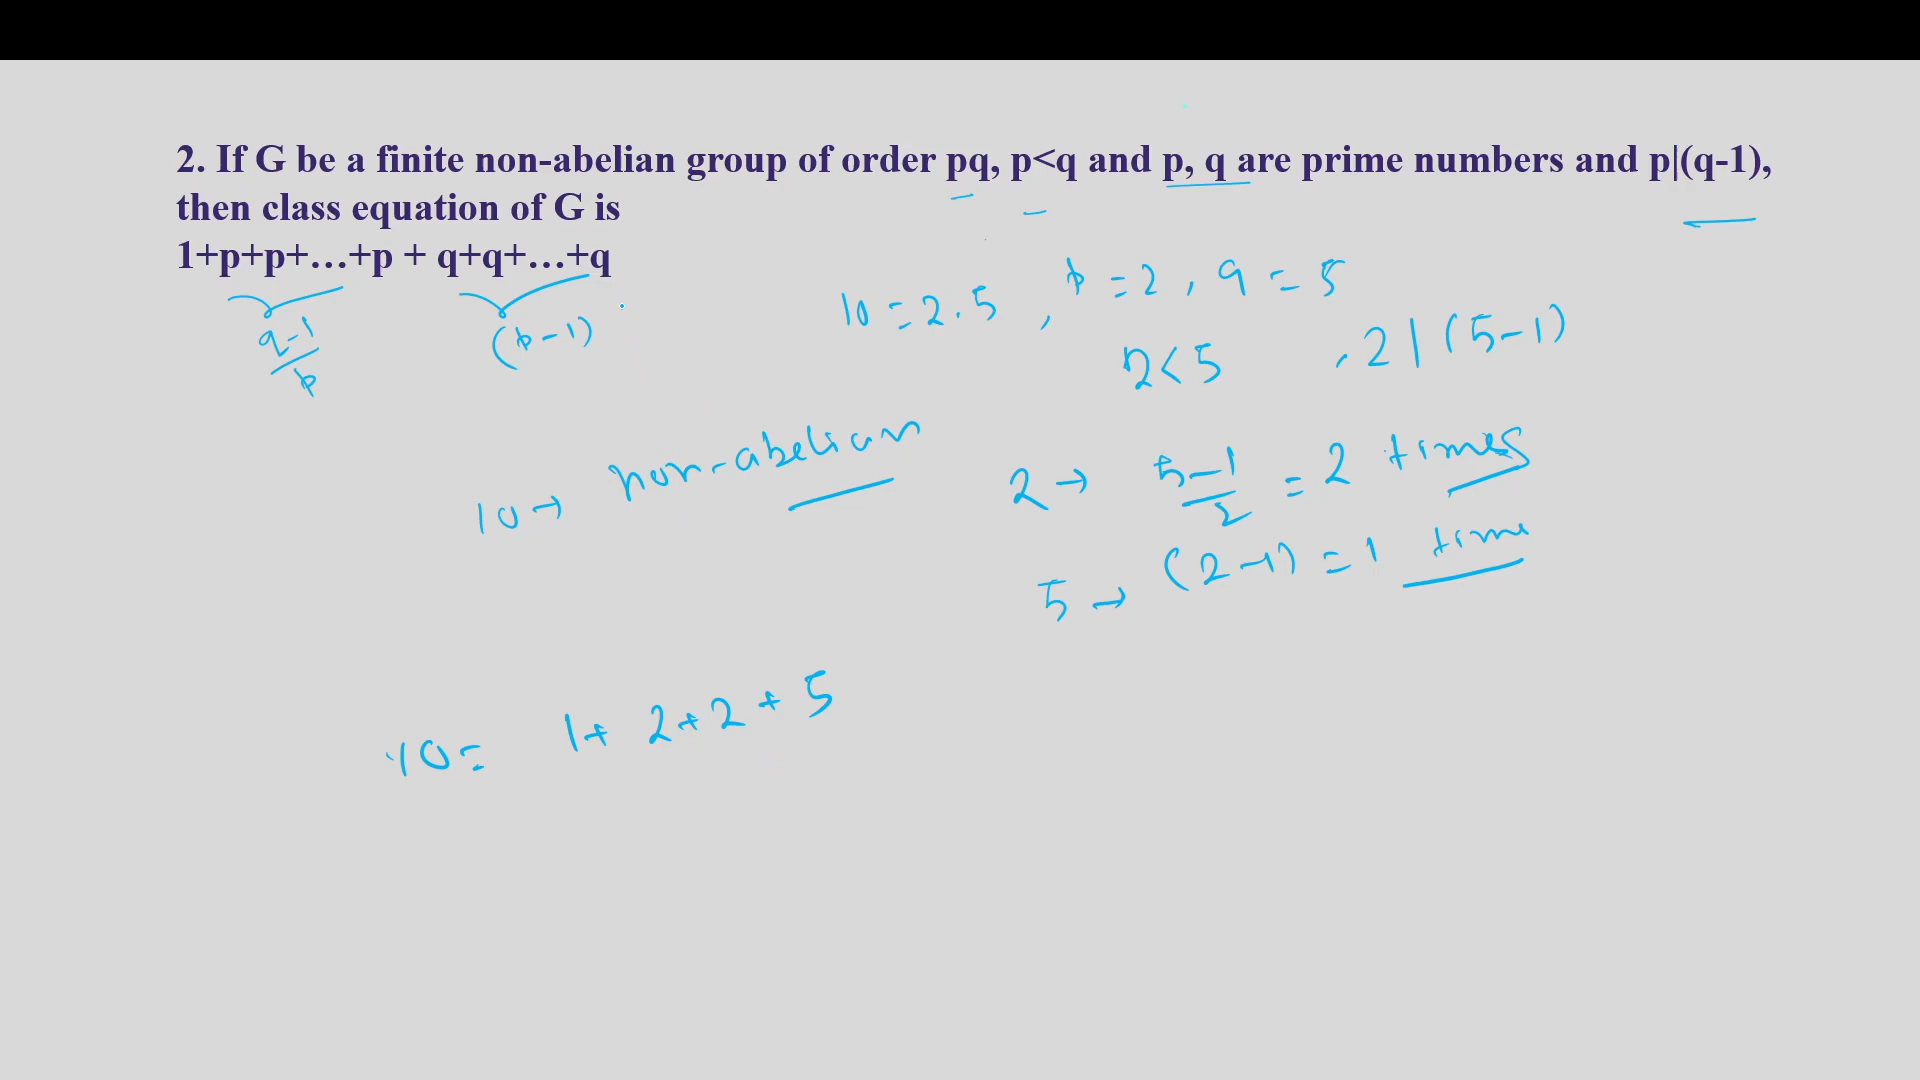 2. If G be a finite non-abelian group of order pq, p<q and p, q are prime numbers and p|(q-1),
then class equation of G is
1+p+p+…+p + q+q+…+q
q-1/p
(p-1)
10 = 2.5 , p = 2 , q = 5
2<5 , 2 | (5-1)
10 → non-abelian
2 → 5-1/2 = 2 times
5 → (2-1) = 1 time
10 = 1+ 2+2 + 5